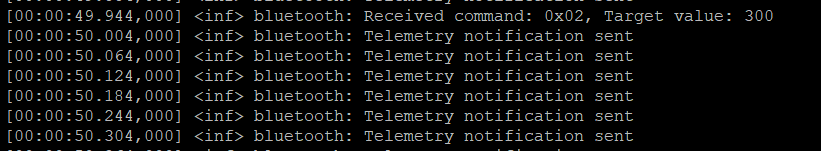 [00:00:49.944,000] <inf> bluetooth: Received command: 0x02, Target value: 300
[00:00:50.004,000] <inf> bluetooth: Telemetry notification sent
[00:00:50.064,000] <inf> bluetooth: Telemetry notification sent
[00:00:50.124,000] <inf> bluetooth: Telemetry notification sent
[00:00:50.184,000] <inf> bluetooth: Telemetry notification sent
[00:00:50.244,000] <inf> bluetooth: Telemetry notification sent
[00:00:50.304,000] <inf> bluetooth: Telemetry notification sent